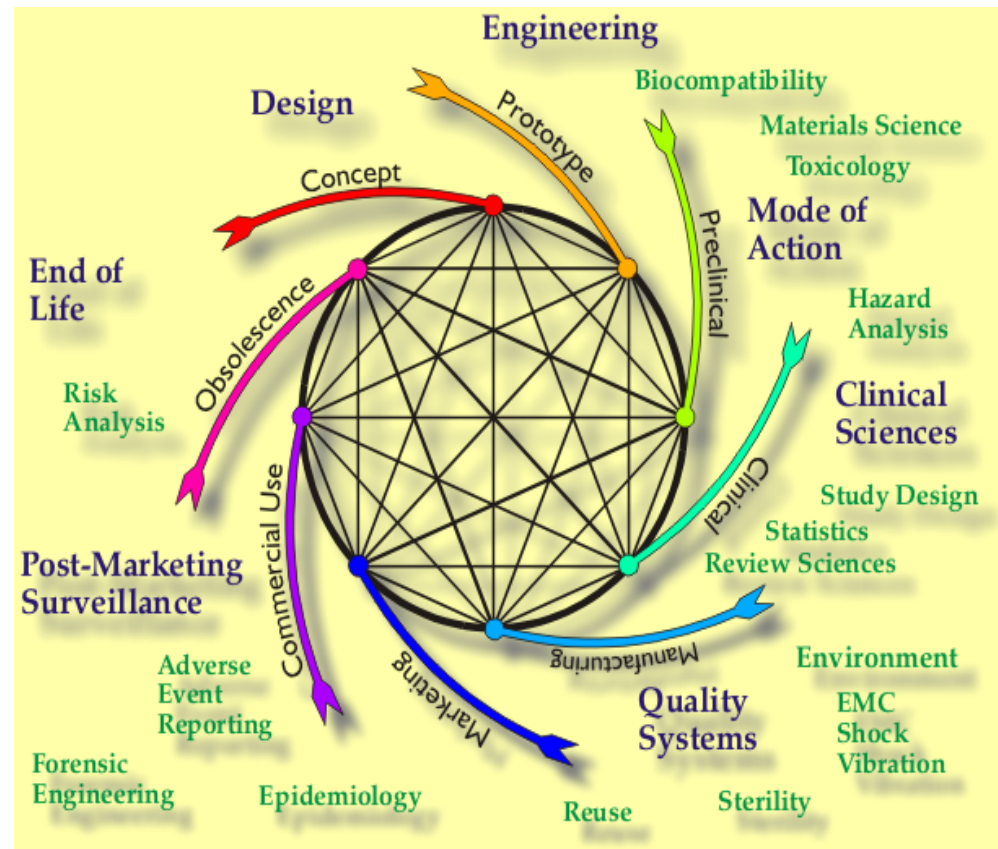 Engineering
Design
Biocompatibility
Prototype
Materials Science
Toxicology
Concept
Mode of
Action
Preclinical
End of
Life
Obsolescence
Hazard
Analysis
Risk
Analysis
Clinical
Sciences
Clinical
Study Design
Statistics
Review Sciences
Post-Marketing
Surveillance
Commercial Use
Manufacturing
Marketing
Environment
Adverse
Event
Reporting
Quality
Systems
EMC
Shock
Vibration
Forensic
Engineering
Epidemiology
Reuse
Sterility